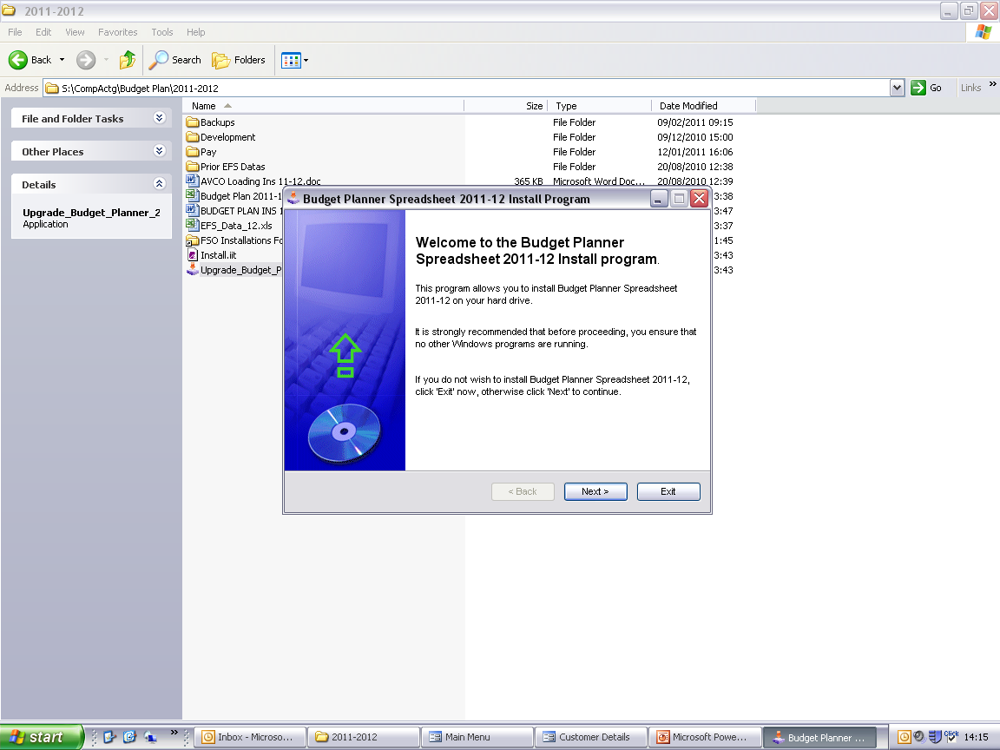 2011-2012
File Edit View Favorites Tools Help
Back Search Folders
Address S:\CompActg\Budget Plan\2011-2012 Go Links »
File and Folder Tasks
Other Places
Details
Upgrade_Budget_Planner_2
Application
Name Size Type Date Modified
Backups File Folder 09/02/2011 09:15
Development File Folder 09/12/2010 15:00
Pay File Folder 12/01/2011 16:06
Prior EFS Datas File Folder 20/08/2010 12:38
AVCO Loading Ins 11-12.doc 365 KB Microsoft Word Doc... 20/08/2010 12:39
Budget Plan 2011-1 3:38
BUDGET PLAN INS 1 3:47
EFS_Data_12.xls 3:37
FSO Installations Fo 1:45
Install.iit 3:43
Upgrade_Budget_P 3:43
Budget Planner Spreadsheet 2011-12 Install Program
Welcome to the Budget Planner
Spreadsheet 2011-12 Install program.
This program allows you to install Budget Planner Spreadsheet
2011-12 on your hard drive.
It is strongly recommended that before proceeding, you ensure that
no other Windows programs are running.
If you do not wish to install Budget Planner Spreadsheet 2011-12,
click 'Exit' now, otherwise click 'Next' to continue.
< Back Next > Exit
start » Inbox - Microso... 2011-2012 Main Menu Customer Details Microsoft Powe... Budget Planner ... Click 14:15